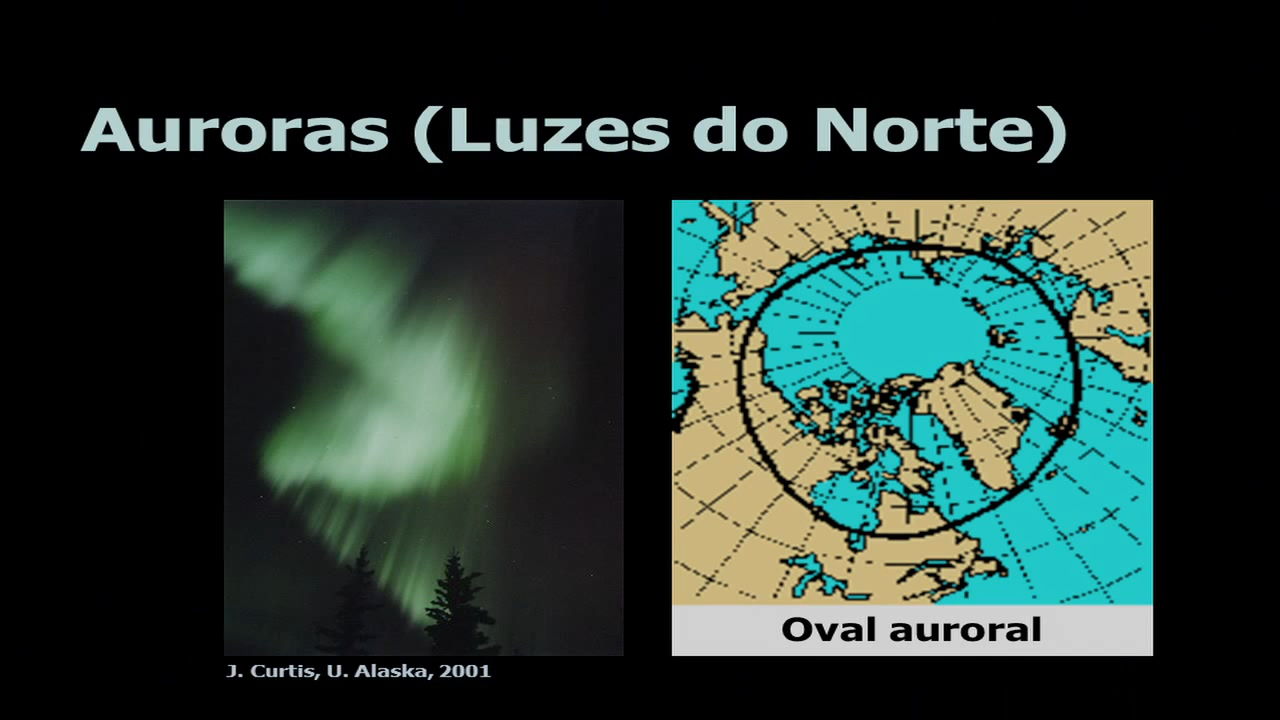 Auroras (Luzes do Norte)
Oval auroral
J. Curtis, U. Alaska, 2001